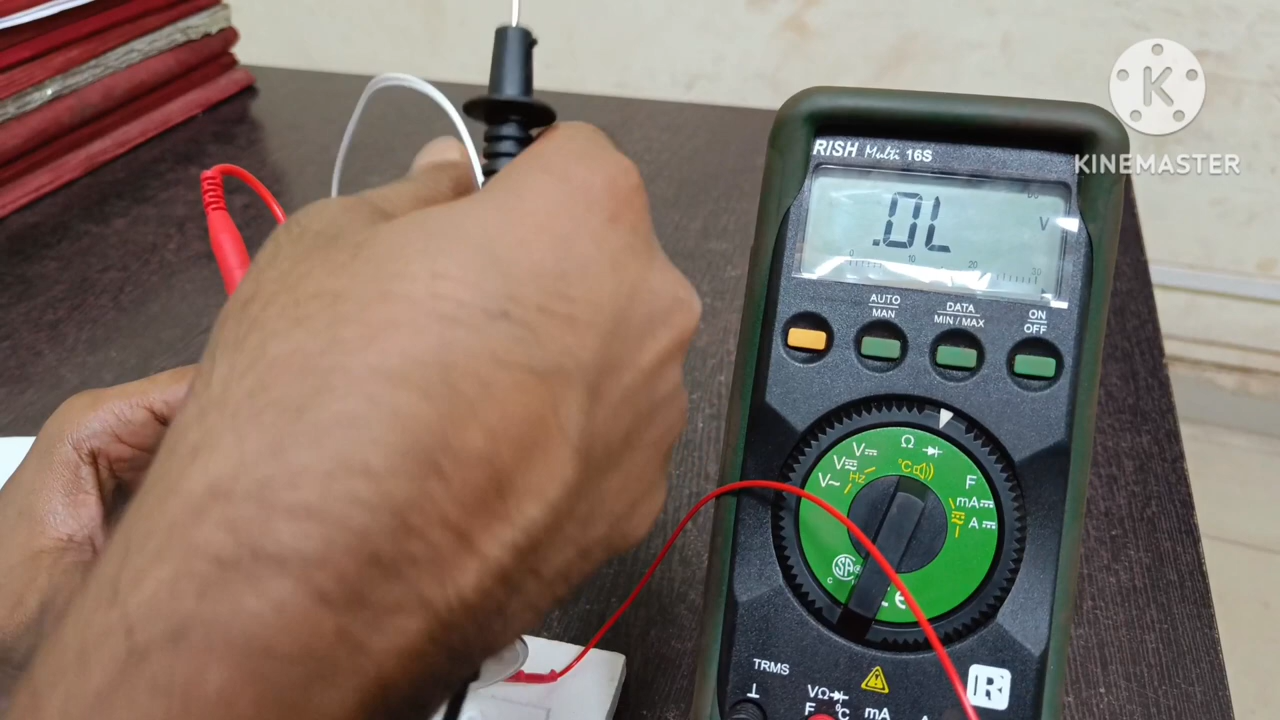 KINEMASTER
RISH Multi 16S
.0L
V
0 10 20 30
AUTO
MAN
DATA
MIN / MAX
ON
OFF
Ω
V
V
V~
Hz
°C
F
mA
A
SA
C
TRMS
VΩ
F °C mA A
R